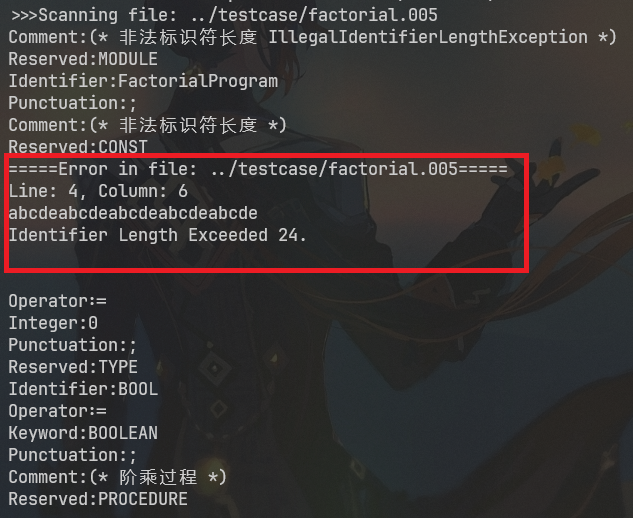 >>>Scanning file: ../testcase/factorial.005
Comment:(* 非法标识符长度 IllegalIdentifierLengthException *)
Reserved:MODULE
Identifier:FactorialProgram
Punctuation:;
Comment:(* 非法标识符长度 *)
Reserved:CONST
=====Error in file: ../testcase/factorial.005=====
Line: 4, Column: 6
abcdeabcdeabcdeabcdeabcde
Identifier Length Exceeded 24.
Operator:=
Integer:0
Punctuation:;
Reserved:TYPE
Identifier:BOOL
Operator:=
Keyword:BOOLEAN
Punctuation:;
Comment:(* 阶乘过程 *)
Reserved:PROCEDURE